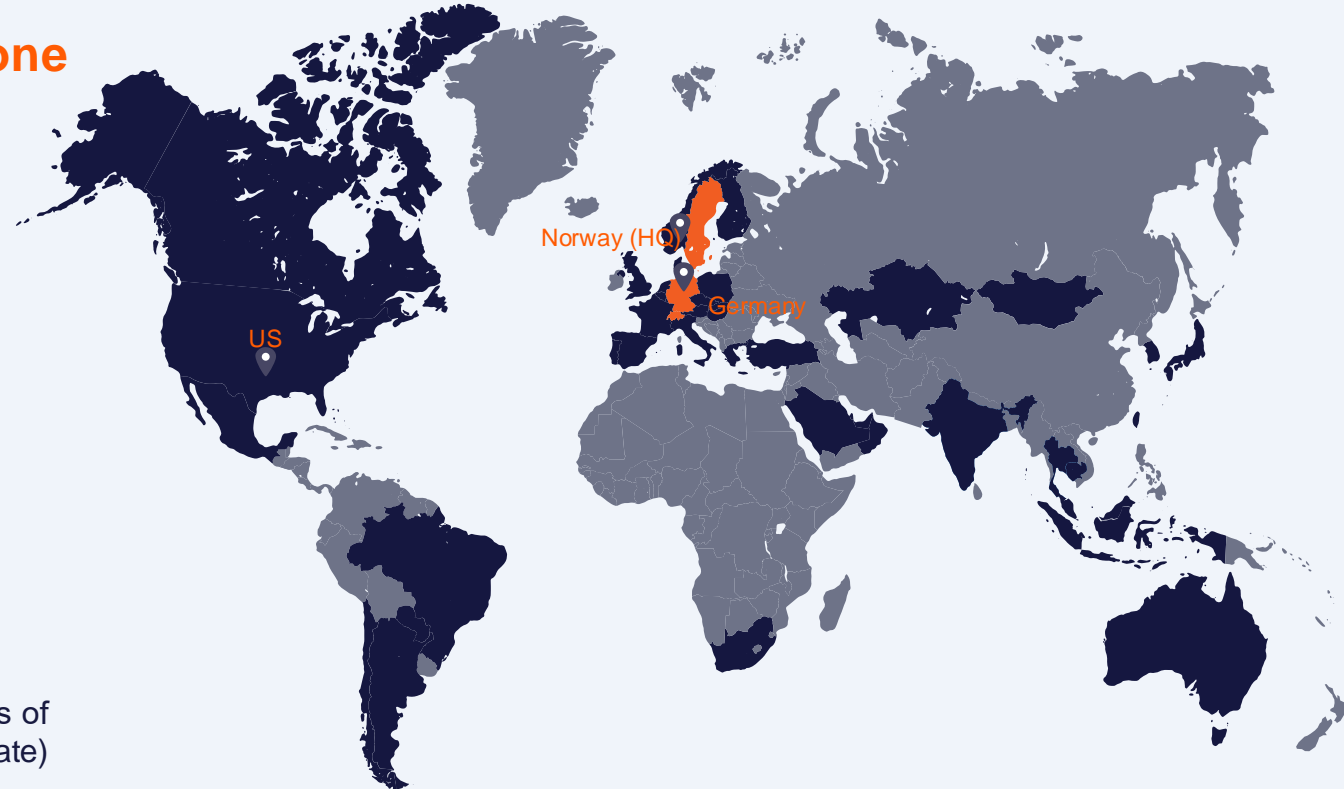 one
Norway (HQ)
Germany
US
s of
ate)